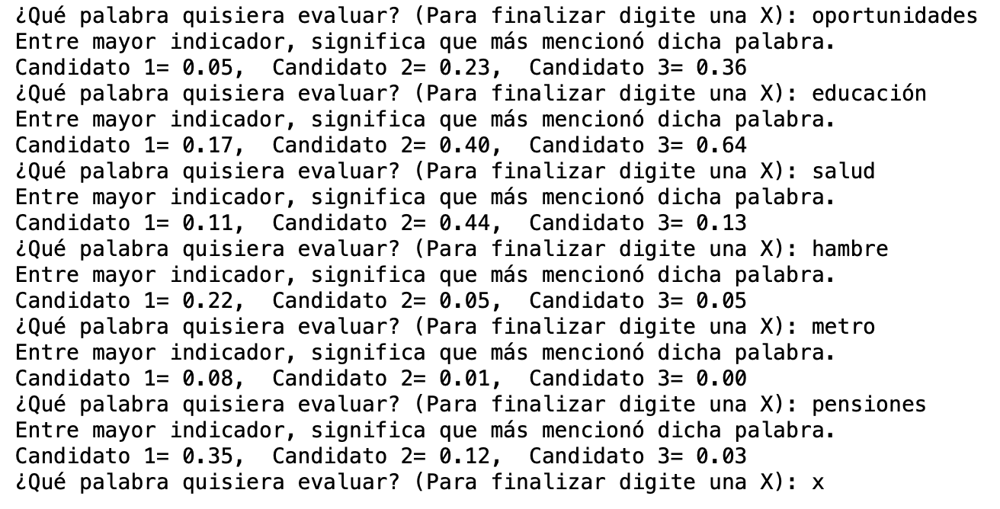 ¿Qué palabra quisiera evaluar? (Para finalizar digite una X): oportunidades
Entre mayor indicador, significa que más mencionó dicha palabra.
Candidato 1= 0.05,  Candidato 2= 0.23,  Candidato 3= 0.36
¿Qué palabra quisiera evaluar? (Para finalizar digite una X): educación
Entre mayor indicador, significa que más mencionó dicha palabra.
Candidato 1= 0.17,  Candidato 2= 0.40,  Candidato 3= 0.64
¿Qué palabra quisiera evaluar? (Para finalizar digite una X): salud
Entre mayor indicador, significa que más mencionó dicha palabra.
Candidato 1= 0.11,  Candidato 2= 0.44,  Candidato 3= 0.13
¿Qué palabra quisiera evaluar? (Para finalizar digite una X): hambre
Entre mayor indicador, significa que más mencionó dicha palabra.
Candidato 1= 0.22,  Candidato 2= 0.05,  Candidato 3= 0.05
¿Qué palabra quisiera evaluar? (Para finalizar digite una X): metro
Entre mayor indicador, significa que más mencionó dicha palabra.
Candidato 1= 0.08,  Candidato 2= 0.01,  Candidato 3= 0.00
¿Qué palabra quisiera evaluar? (Para finalizar digite una X): pensiones
Entre mayor indicador, significa que más mencionó dicha palabra.
Candidato 1= 0.35,  Candidato 2= 0.12,  Candidato 3= 0.03
¿Qué palabra quisiera evaluar? (Para finalizar digite una X): x